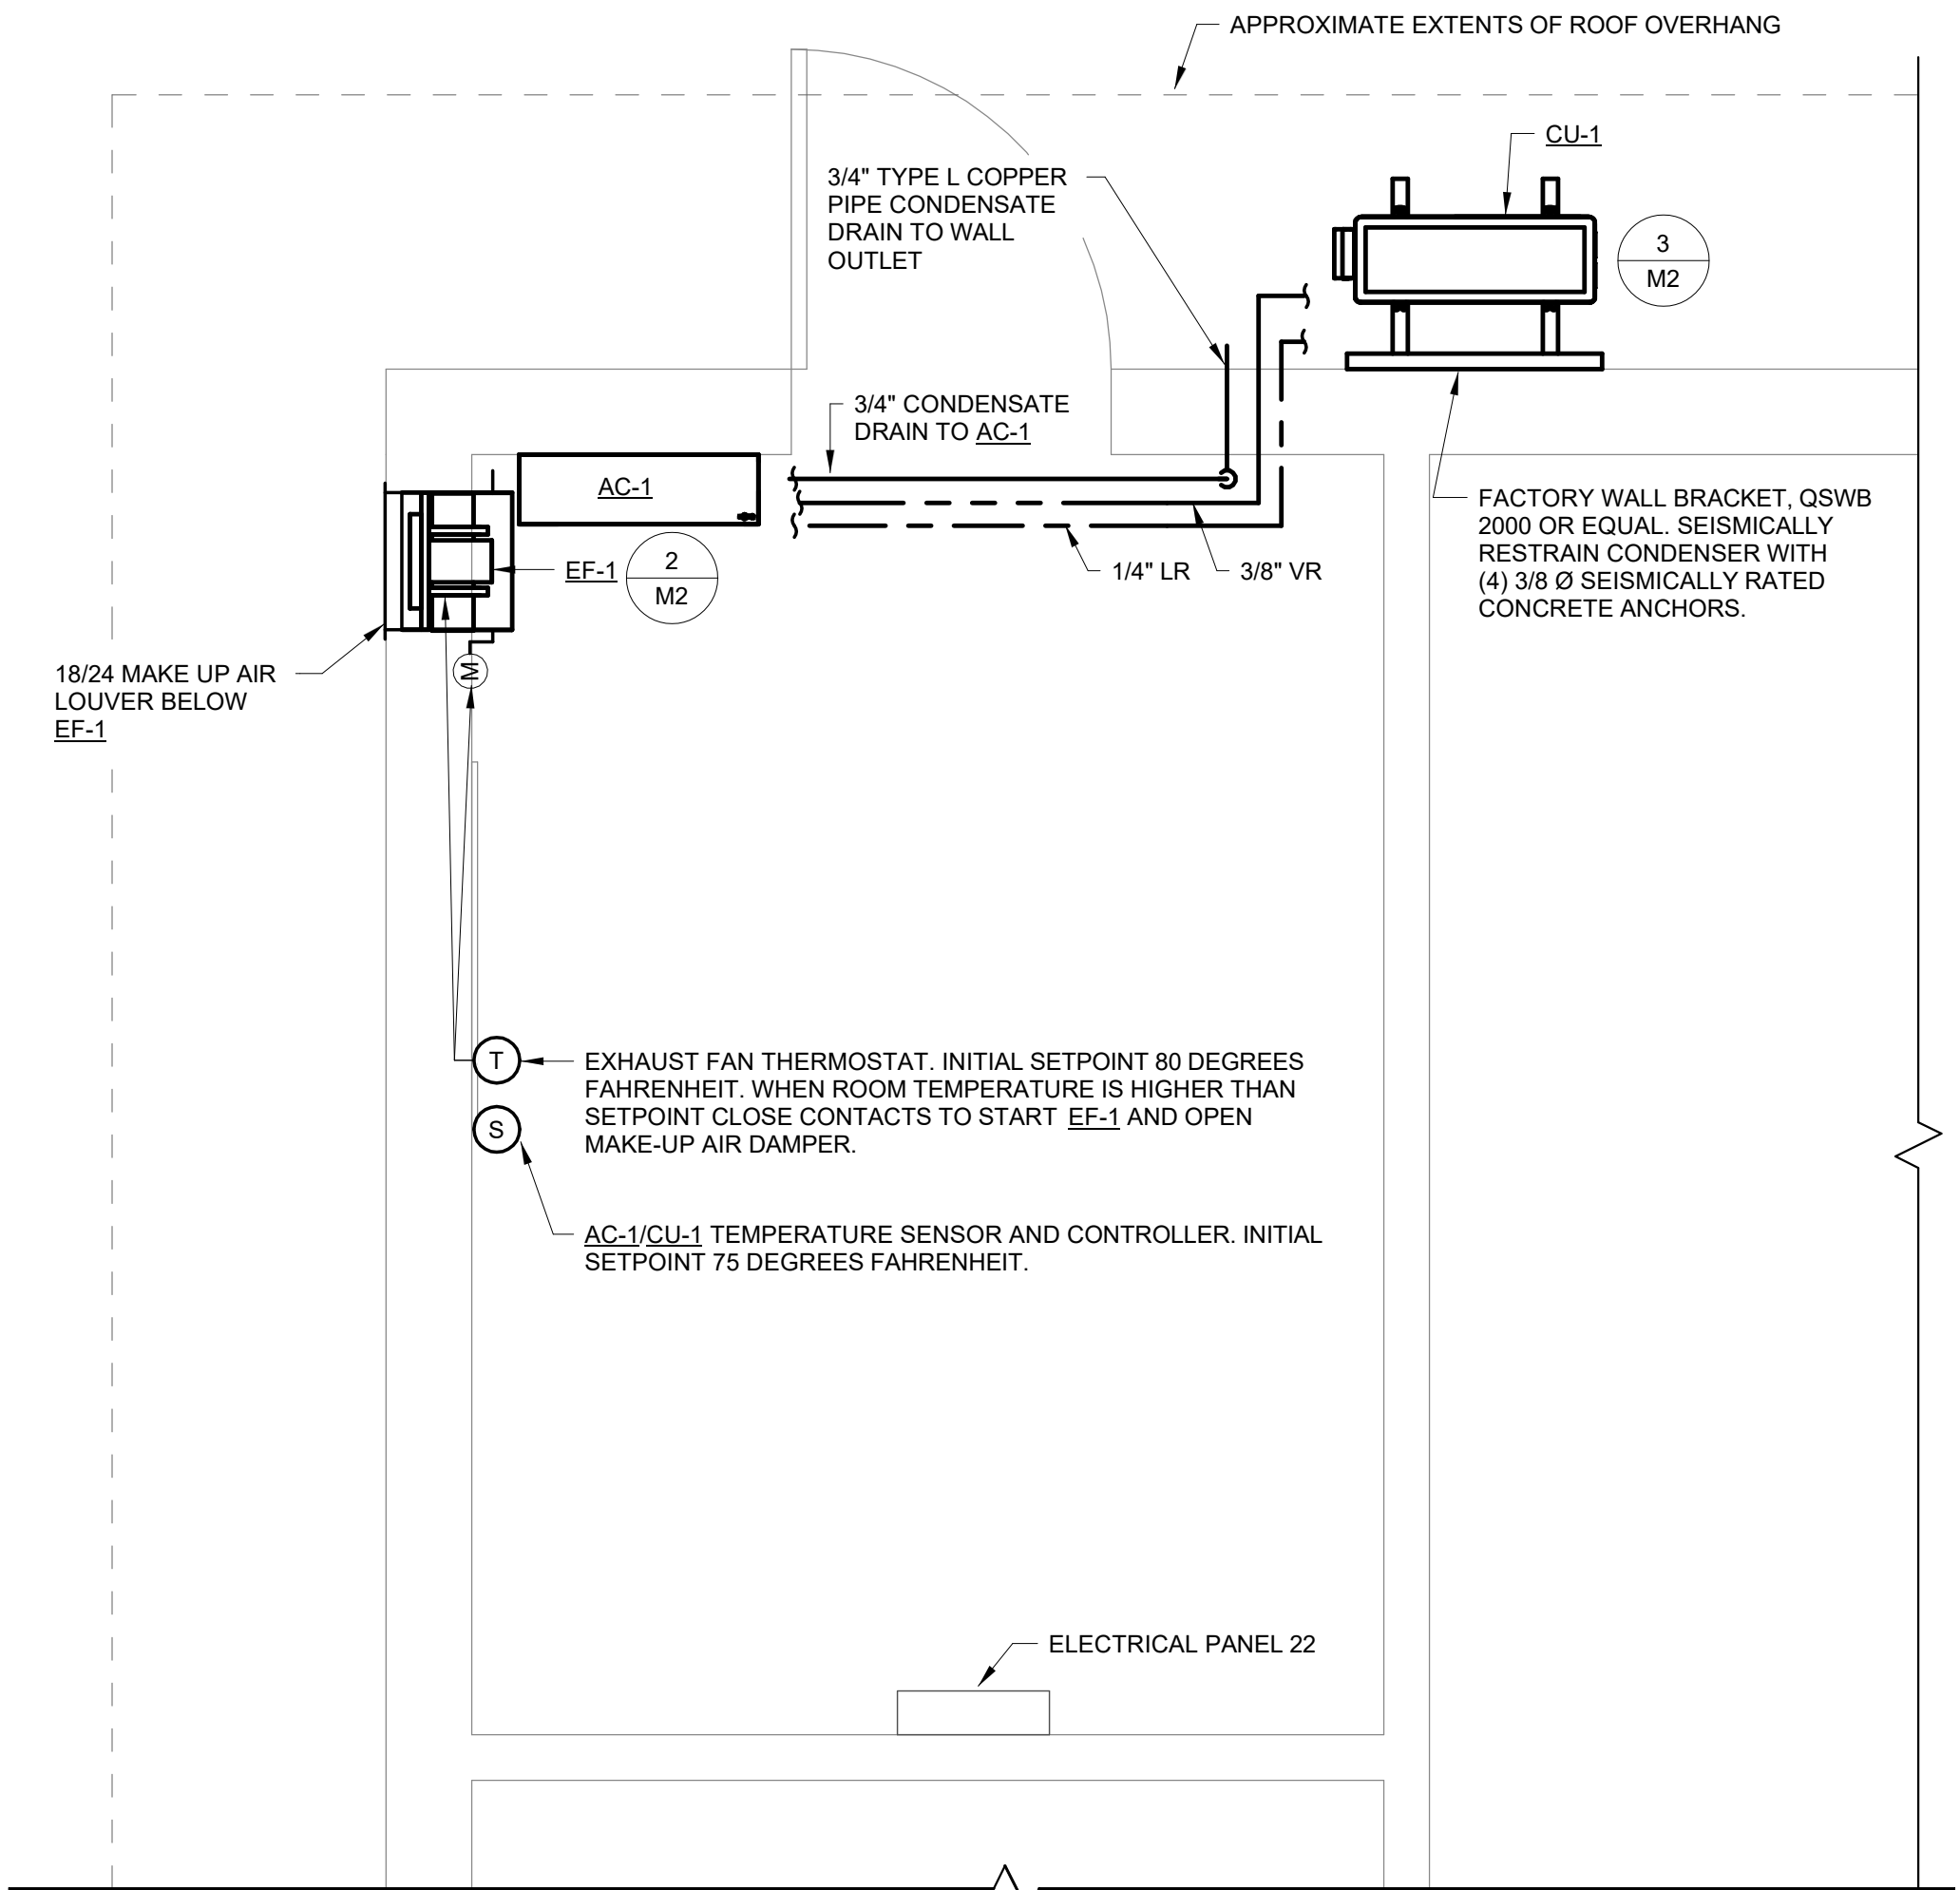 APPROXIMATE EXTENTS OF ROOF OVERHANG
CU-1
3/4" TYPE L COPPER
PIPE CONDENSATE
DRAIN TO WALL
OUTLET
3
M2
3/4" CONDENSATE
DRAIN TO AC-1
AC-1
FACTORY WALL BRACKET, QSWB
2000 OR EQUAL. SEISMICALLY
RESTRAIN CONDENSER WITH
(4) 3/8 Ø SEISMICALLY RATED
CONCRETE ANCHORS.
EF-1
2
M2
1/4" LR
3/8" VR
18/24 MAKE UP AIR
LOUVER BELOW
EF-1
M
T
EXHAUST FAN THERMOSTAT. INITIAL SETPOINT 80 DEGREES
FAHRENHEIT. WHEN ROOM TEMPERATURE IS HIGHER THAN
SETPOINT CLOSE CONTACTS TO START EF-1 AND OPEN
MAKE-UP AIR DAMPER.
S
AC-1/CU-1 TEMPERATURE SENSOR AND CONTROLLER. INITIAL
SETPOINT 75 DEGREES FAHRENHEIT.
ELECTRICAL PANEL 22